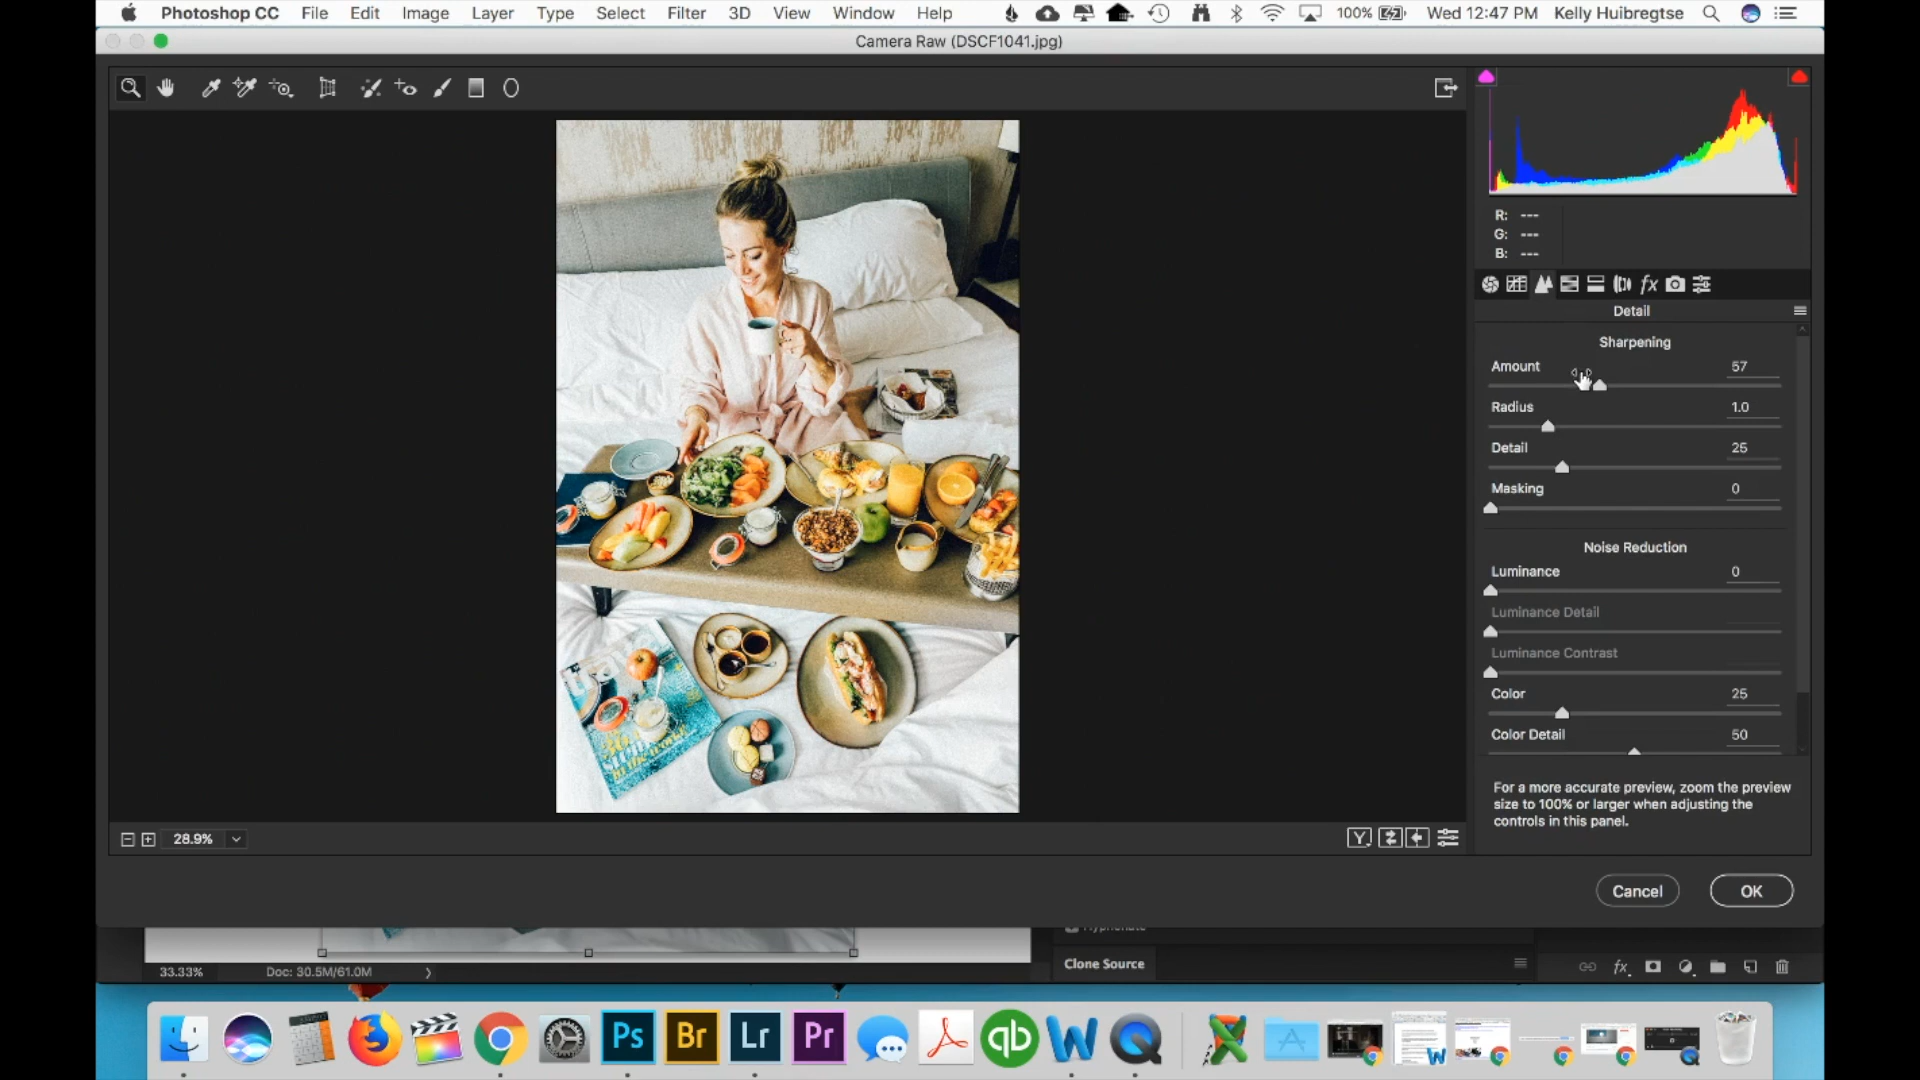 Photoshop CC File Edit Image Layer Type Select Filter 3D View Window Help 100% Wed 12:47 PM Kelly Huibregtse
Camera Raw (DSCF1041.jpg)
R: ---
G: ---
B: ---
fx
Detail
Sharpening
Amount 57
Radius 1.0
Detail 25
Masking 0
Noise Reduction
Luminance 0
Luminance Detail
Luminance Contrast
Color 25
Color Detail 50
For a more accurate preview, zoom the preview
size to 100% or larger when adjusting the
controls in this panel.
28.9%
Y
Cancel OK
Hyphenate
33.33% Doc: 30.5M/61.0M
Clone Source
fx
Ps Br Lr Pr qb W